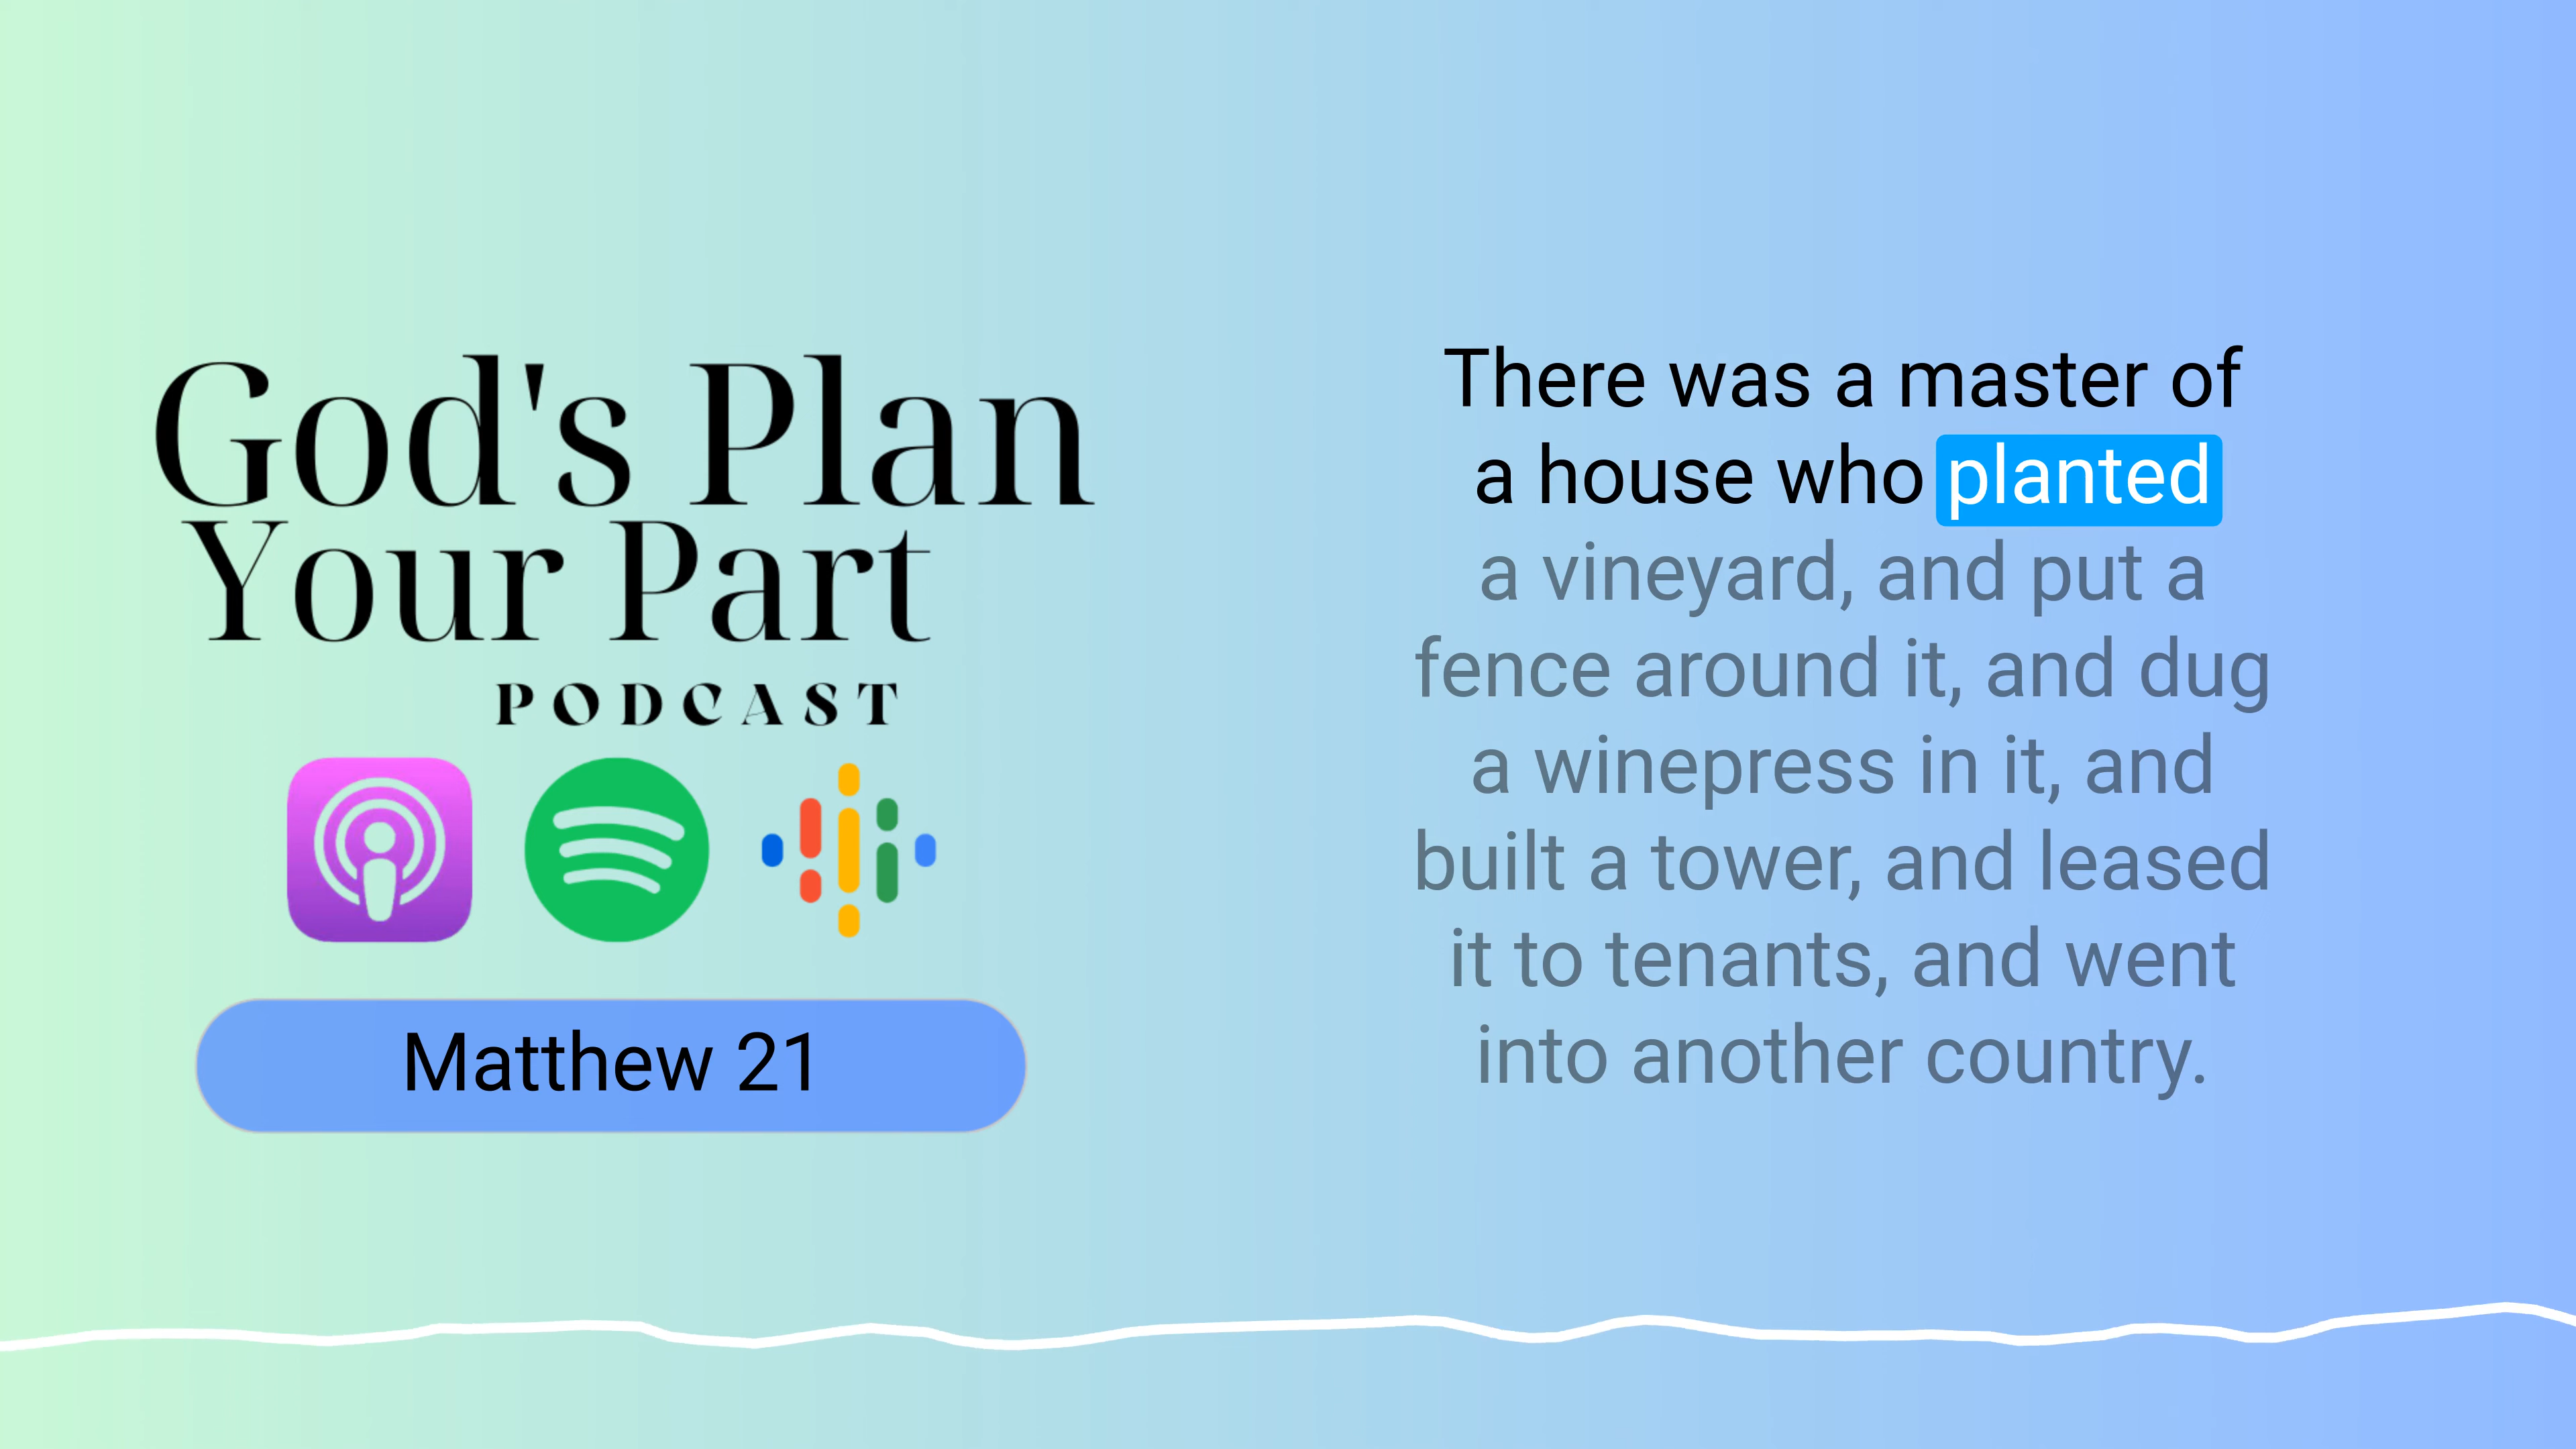 God's Plan
Your Part
PODCAST
Matthew 21
There was a master of
a house who planted
a vineyard, and put a
fence around it, and dug
a winepress in it, and
built a tower, and leased
it to tenants, and went
into another country.